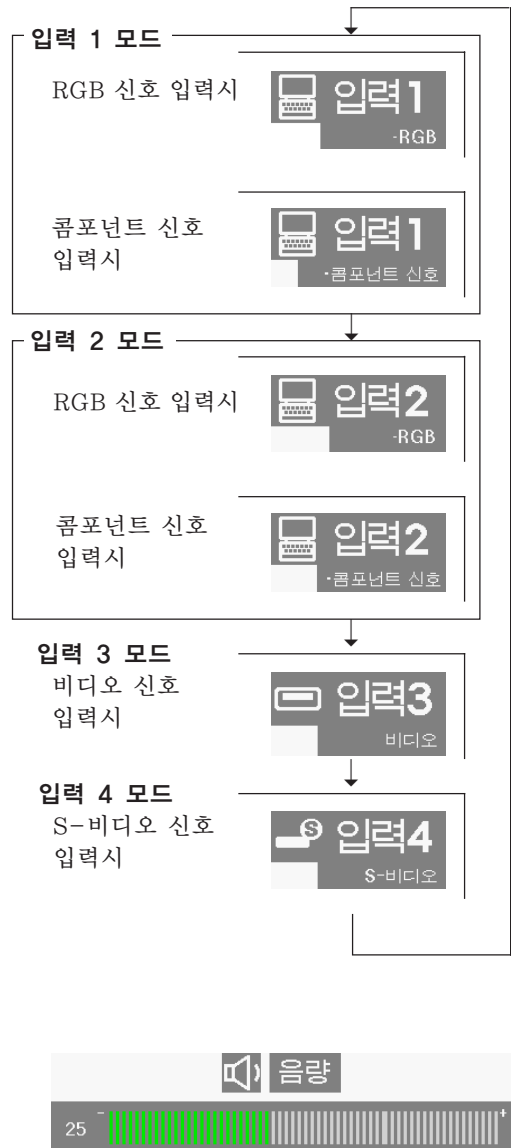 입력 1 모드
RGB 신호 입력시
입력1
-RGB
콤포넌트 신호
입력시
입력1
·콤포넌트 신호
입력 2 모드
RGB 신호 입력시
입력2
-RGB
콤포넌트 신호
입력시
입력2
·콤포넌트 신호
입력 3 모드
비디오 신호
입력시
입력3
비디오
입력 4 모드
S-비디오 신호
입력시
S
입력4
S-비디오
음량
25 - +